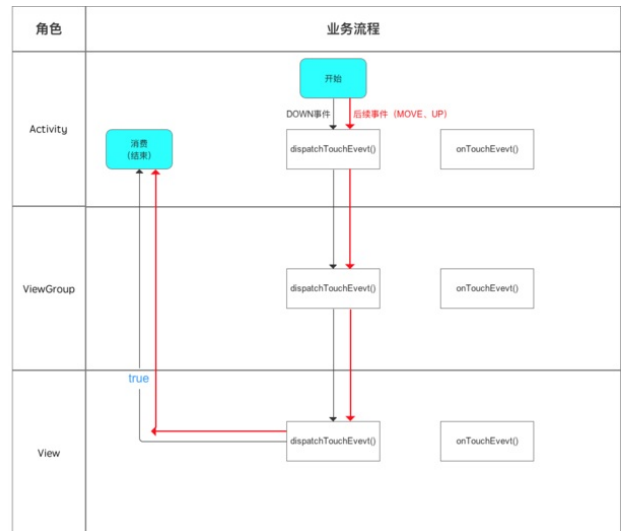 角色
业务流程
开始
DOWN事件
后续事件（MOVE、UP）
Activity
消费
（结束）
dispatchTouchEvevt()
onTouchEvevt()
ViewGroup
dispatchTouchEvevt()
onTouchEvevt()
true
View
dispatchTouchEvevt()
onTouchEvevt()